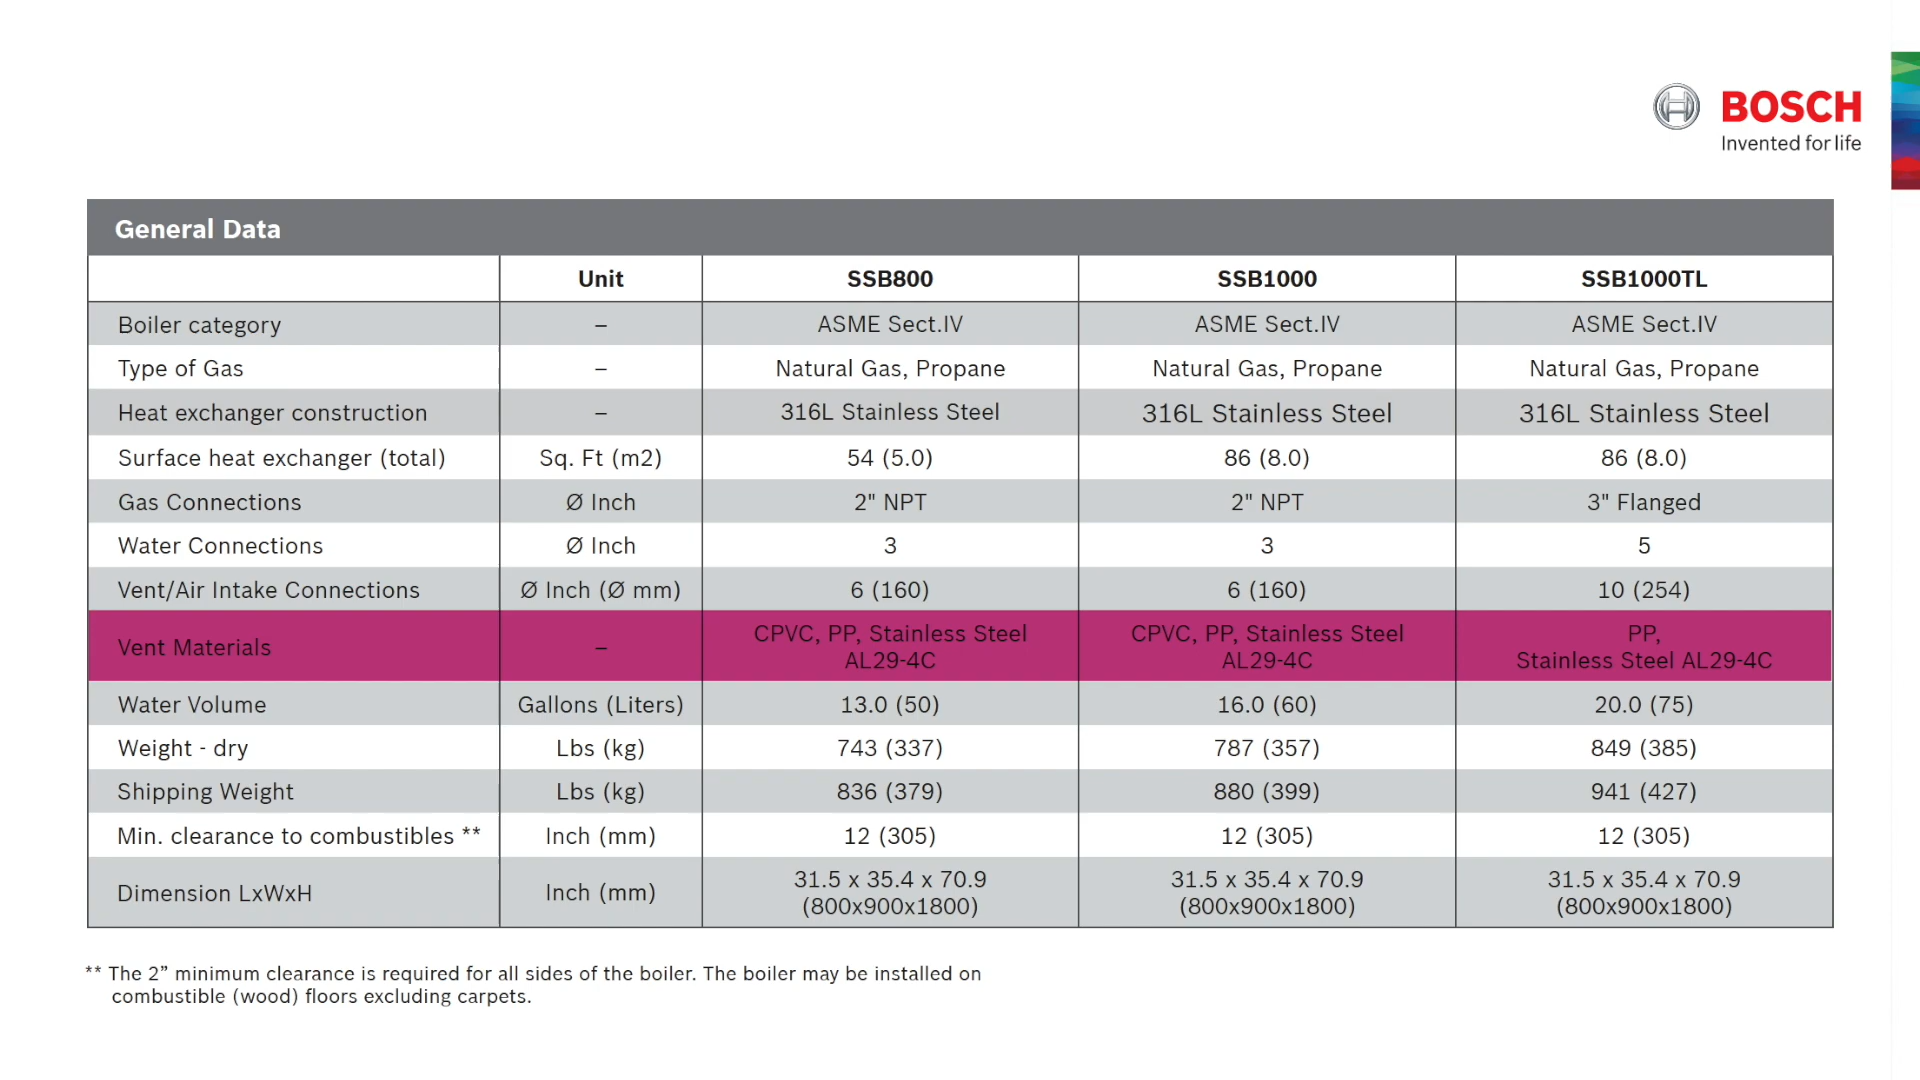 BOSCH
Invented for life
General Data
Unit SSB800 SSB1000 SSB1000TL
Boiler category – ASME Sect.IV ASME Sect.IV ASME Sect.IV
Type of Gas – Natural Gas, Propane Natural Gas, Propane Natural Gas, Propane
Heat exchanger construction – 316L Stainless Steel 316L Stainless Steel 316L Stainless Steel
Surface heat exchanger (total) Sq. Ft (m2) 54 (5.0) 86 (8.0) 86 (8.0)
Gas Connections Ø Inch 2" NPT 2" NPT 3" Flanged
Water Connections Ø Inch 3 3 5
Vent/Air Intake Connections Ø Inch (Ø mm) 6 (160) 6 (160) 10 (254)
Vent Materials – CPVC, PP, Stainless Steel CPVC, PP, Stainless Steel PP,
AL29-4C AL29-4C Stainless Steel AL29-4C
Water Volume Gallons (Liters) 13.0 (50) 16.0 (60) 20.0 (75)
Weight - dry Lbs (kg) 743 (337) 787 (357) 849 (385)
Shipping Weight Lbs (kg) 836 (379) 880 (399) 941 (427)
Min. clearance to combustibles ** Inch (mm) 12 (305) 12 (305) 12 (305)
Dimension LxWxH Inch (mm) 31.5 x 35.4 x 70.9 31.5 x 35.4 x 70.9 31.5 x 35.4 x 70.9
(800x900x1800) (800x900x1800) (800x900x1800)
** The 2” minimum clearance is required for all sides of the boiler. The boiler may be installed on
combustible (wood) floors excluding carpets.